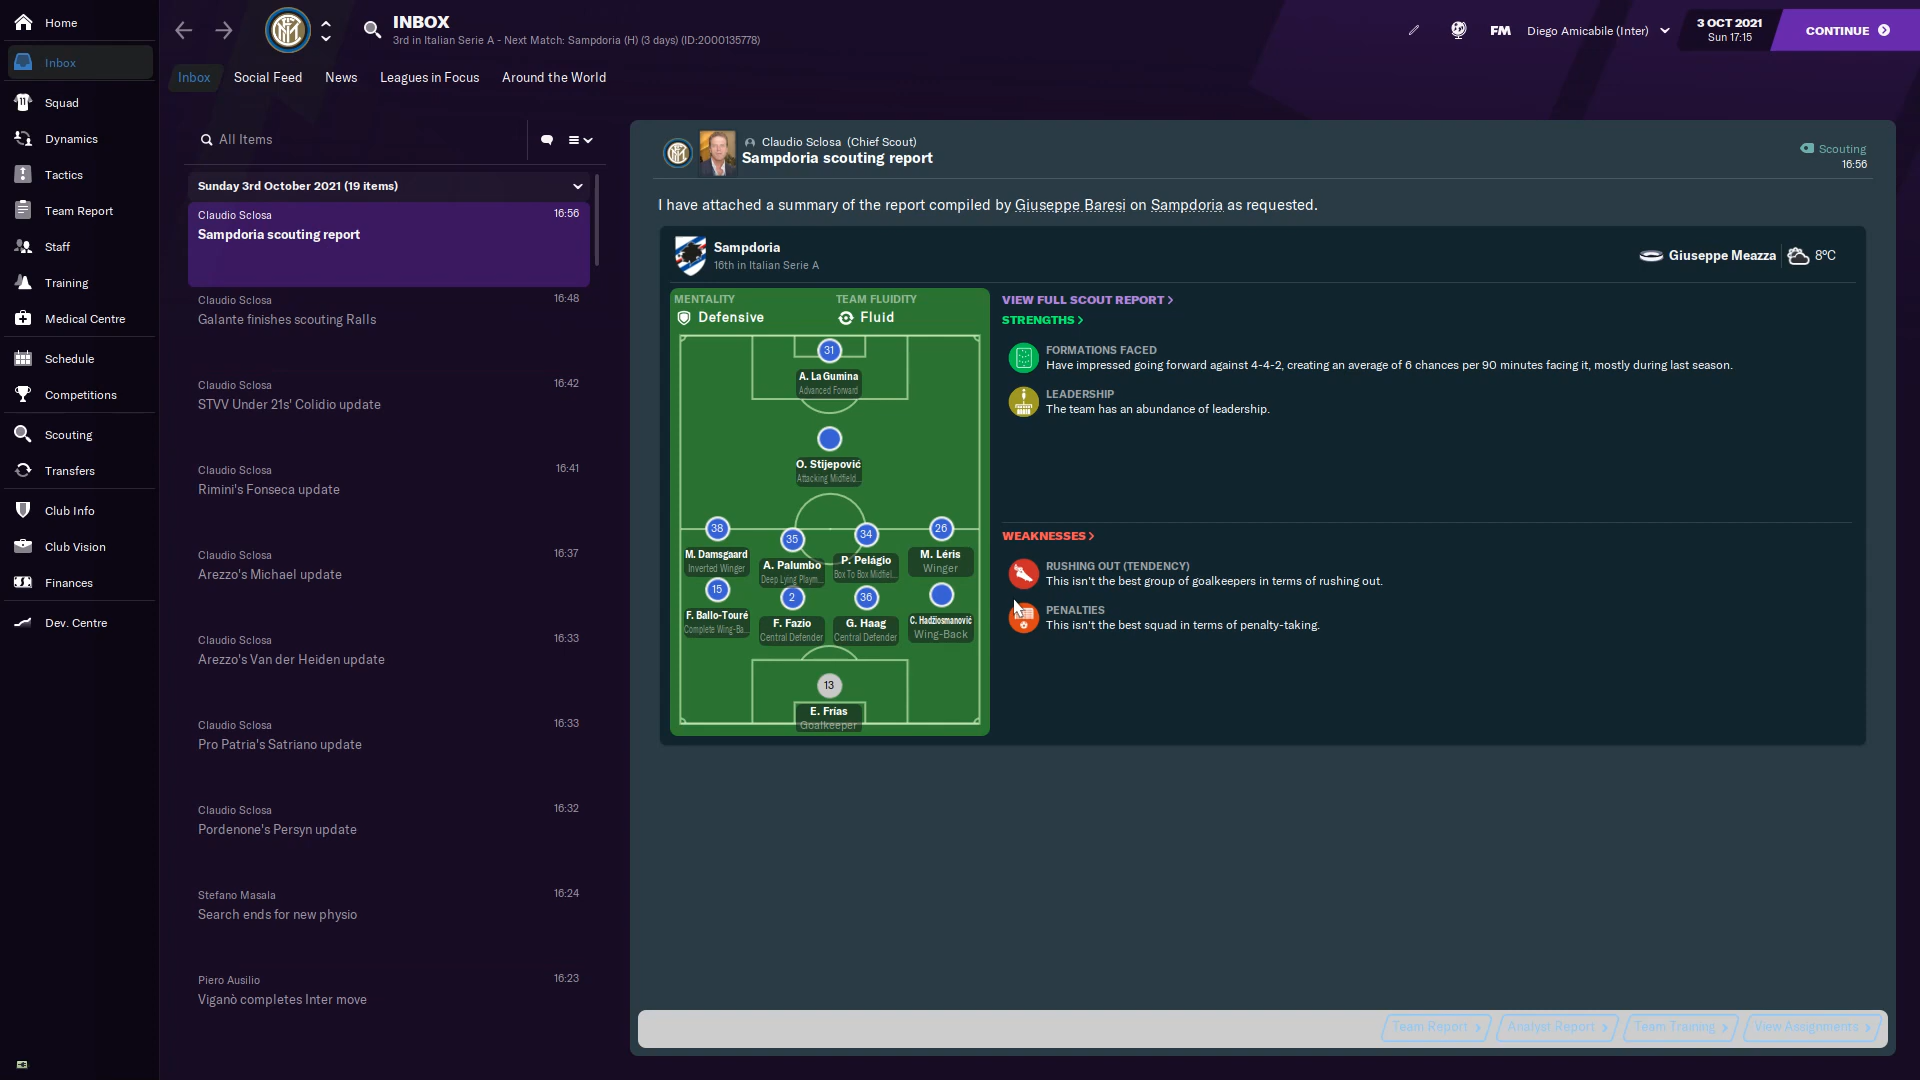 Home
Inbox
Squad
Dynamics
Tactics
Team Report
Staff
Training
Medical Centre
Schedule
Competitions
Scouting
Transfers
Club Info
Club Vision
Finances
Dev. Centre
INBOX
3rd in Italian Serie A - Next Match: Sampdoria (H) (3 days) (ID:2000135778)
FM
Diego Amicabile (Inter)
3 OCT 2021
Sun 17:15
CONTINUE
Inbox
Social Feed
News
Leagues in Focus
Around the World
All Items
Sunday 3rd October 2021 (19 items)
Claudio Sclosa 16:56
Sampdoria scouting report
Claudio Sclosa 16:48
Galante finishes scouting Ralls
Claudio Sclosa 16:42
STVV Under 21s' Colidio update
Claudio Sclosa 16:41
Rimini's Fonseca update
Claudio Sclosa 16:37
Arezzo's Michael update
Claudio Sclosa 16:33
Arezzo's Van der Heiden update
Claudio Sclosa 16:33
Pro Patria's Satriano update
Claudio Sclosa 16:32
Pordenone's Persyn update
Stefano Masala 16:24
Search ends for new physio
Piero Ausilio 16:23
Viganò completes Inter move
Claudio Sclosa (Chief Scout)
Sampdoria scouting report
Scouting
16:56
I have attached a summary of the report compiled by Giuseppe Baresi on Sampdoria as requested.
Sampdoria
16th in Italian Serie A
Giuseppe Meazza 8°C
MENTALITY
Defensive
TEAM FLUIDITY
Fluid
31
A. La Gumina
Advanced Forward
O. Stijepović
Attacking Midfield...
38
M. Damsgaard
Inverted Winger
35
A. Palumbo
Deep Lying Playm...
34
P. Pelágio
Box To Box Midfiel...
26
M. Léris
Winger
15
F. Ballo-Touré
Complete Wing-Ba...
2
F. Fazio
Central Defender
36
G. Haag
Central Defender
C. Hadžiosmanović
Wing-Back
13
E. Frías
Goalkeeper
VIEW FULL SCOUT REPORT >
STRENGTHS >
FORMATIONS FACED
Have impressed going forward against 4-4-2, creating an average of 6 chances per 90 minutes facing it, mostly during last season.
LEADERSHIP
The team has an abundance of leadership.
WEAKNESSES >
RUSHING OUT (TENDENCY)
This isn't the best group of goalkeepers in terms of rushing out.
PENALTIES
This isn't the best squad in terms of penalty-taking.
Team Report >
Analyst Report >
Team Training >
View Assignments >